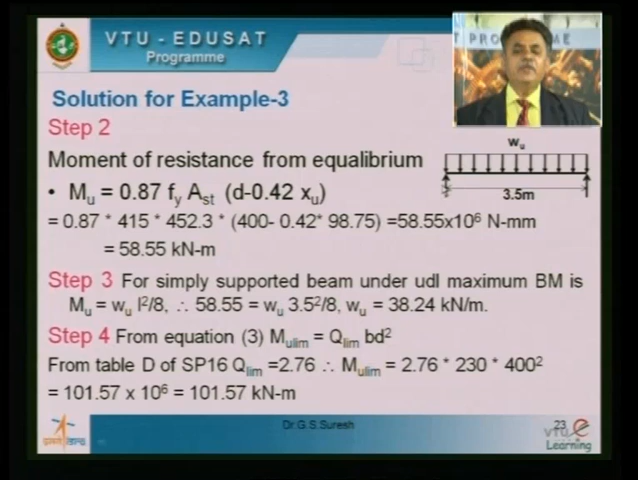 VTU - EDUSAT
Programme
T PRO
ME
Solution for Example-3
Step 2
Moment of resistance from equalibrium
• Mu = 0.87 fy Ast (d-0.42 xu)
= 0.87 * 415 * 452.3 * (400- 0.42* 98.75) =58.55x10⁶ N-mm
= 58.55 kN-m
wu
3.5m
Step 3 For simply supported beam under udl maximum BM is
Mu = wu l²/8, ∴ 58.55 = wu 3.5²/8, wu = 38.24 kN/m.
Step 4 From equation (3) Mulim = Qlim bd²
From table D of SP16 Qlim =2.76 ∴ Mulim = 2.76 * 230 * 400²
= 101.57 x 10⁶ = 101.57 kN-m
Dr.G.S.Suresh
23
VTU e
Learning